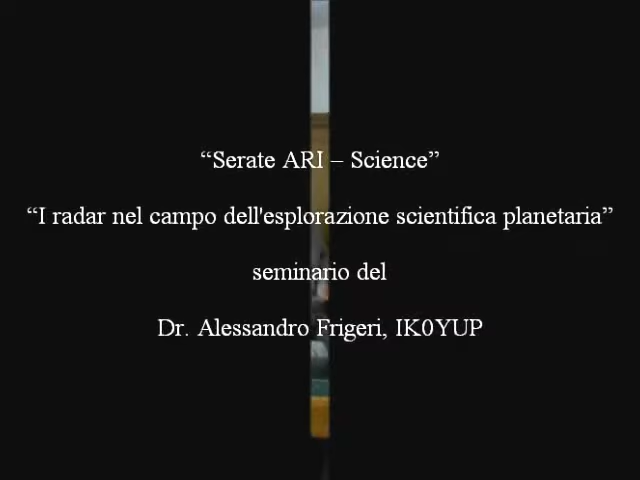 “Serate ARI – Science”
“I radar nel campo dell'esplorazione scientifica planetaria”
seminario del
Dr. Alessandro Frigeri, IK0YUP